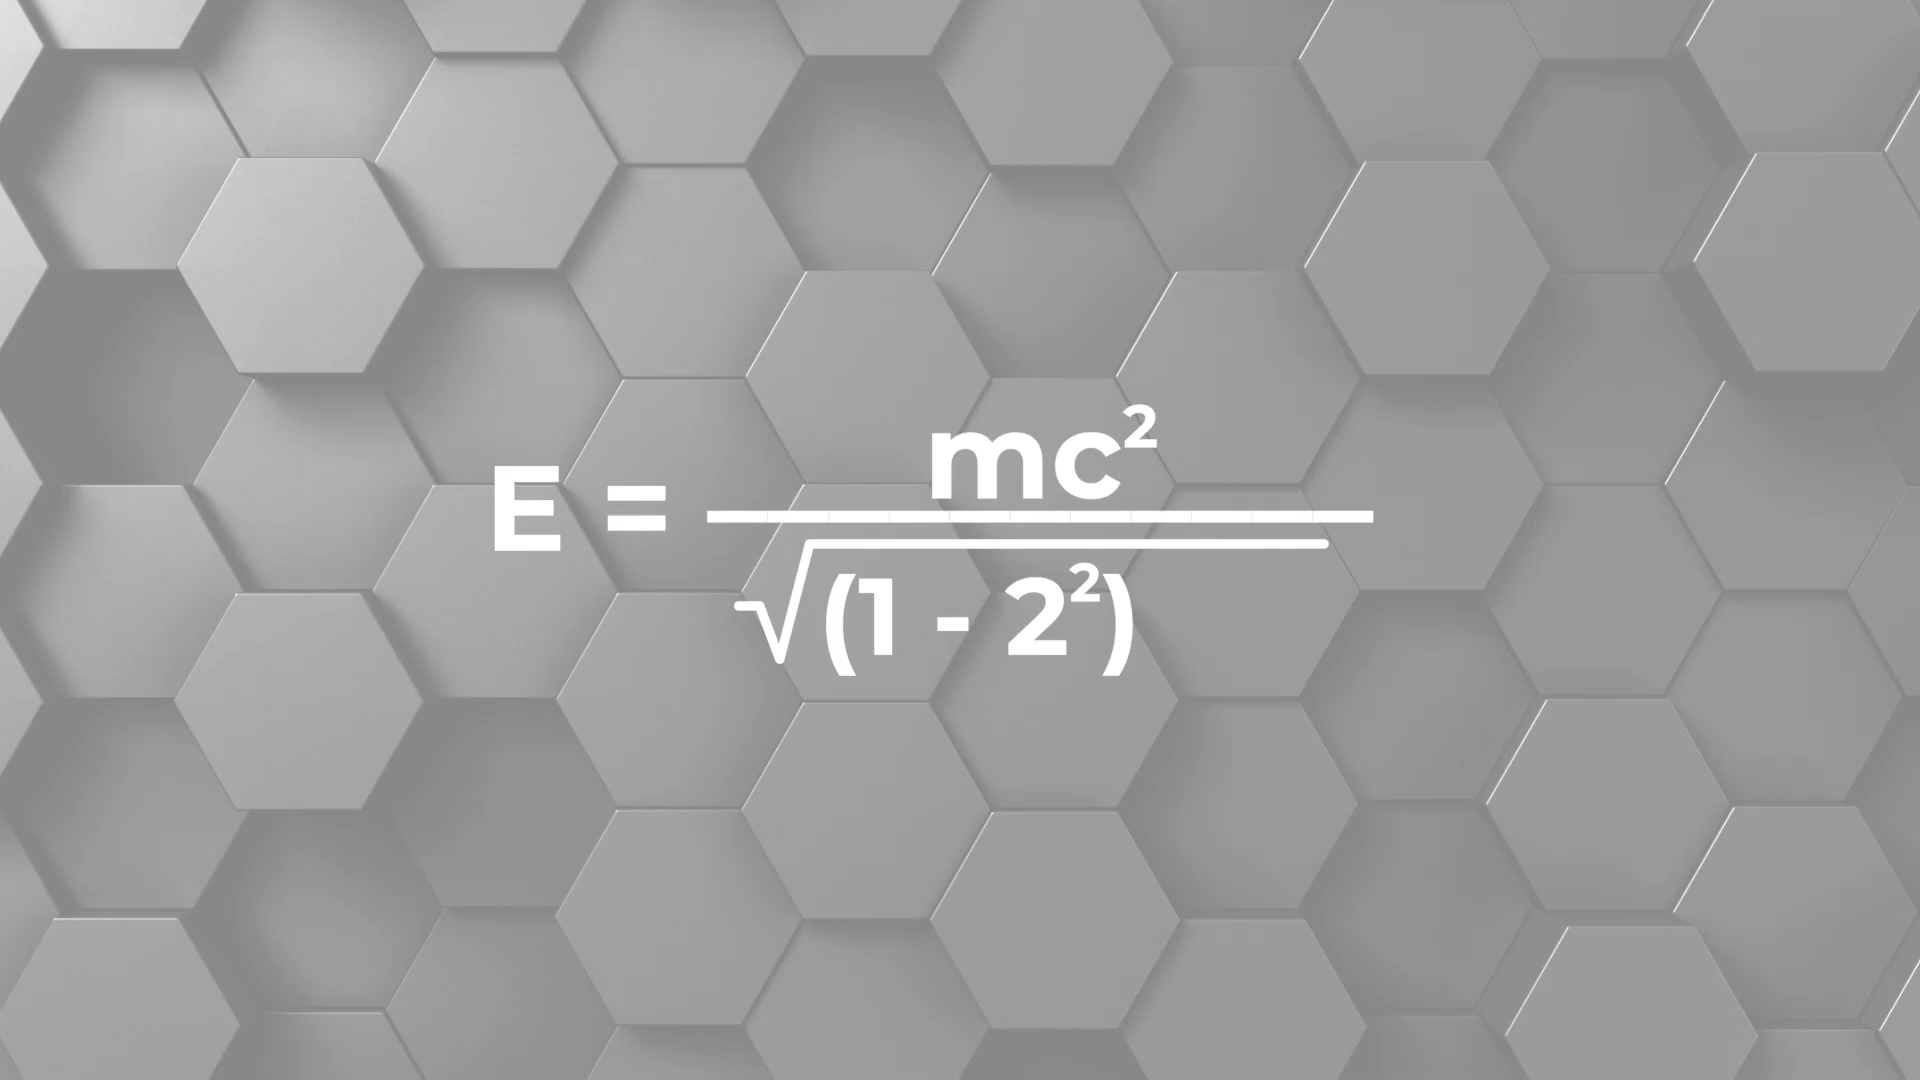 E = mc²
√(1 - 2²)